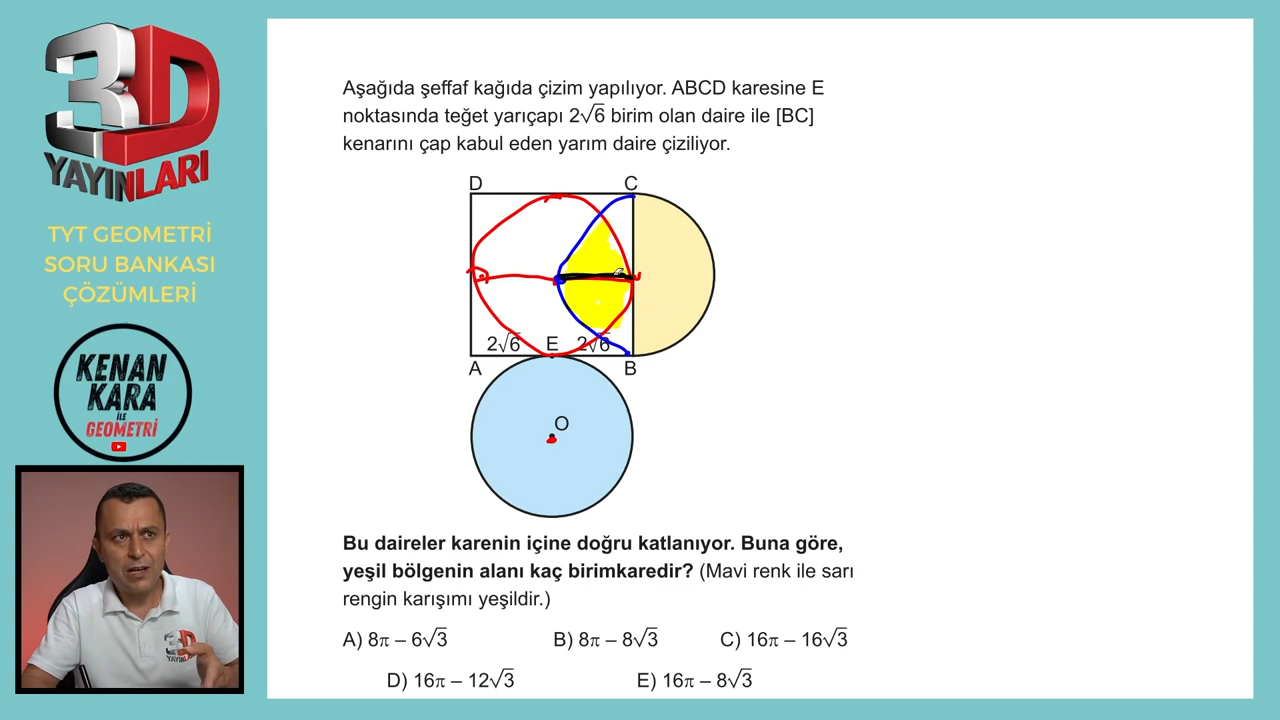 3D
YAYINLARI
TYT GEOMETRİ
SORU BANKASI
ÇÖZÜMLERİ
KENAN
KARA
İLE
GEOMETRİ
3D
YAYINLARI
Aşağıda şeffaf kağıda çizim yapılıyor. ABCD karesine E
noktasında teğet yarıçapı 2√6 birim olan daire ile [BC]
kenarını çap kabul eden yarım daire çiziliyor.
D C
2√6 E 2√6
A B
O
Bu daireler karenin içine doğru katlanıyor. Buna göre,
yeşil bölgenin alanı kaç birimkaredir? (Mavi renk ile sarı
rengin karışımı yeşildir.)
A) 8π – 6√3 B) 8π – 8√3 C) 16π – 16√3
D) 16π – 12√3 E) 16π – 8√3